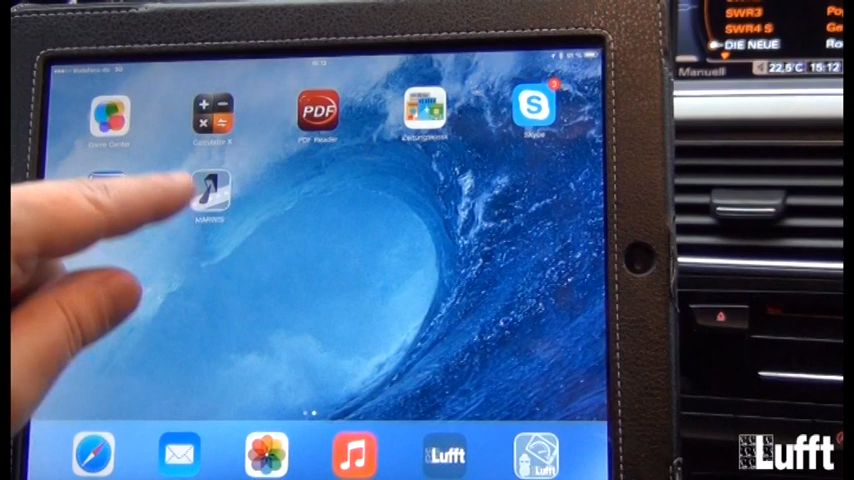 SWR3
SWR4 S
DIE NEUE
Manuell
22,5°C
15:12
Game Center
Calculator X
PDF
PDF Reader
Zeitungskiosk
3
Skype
MARWIS
Lufft
Lufft
Lufft